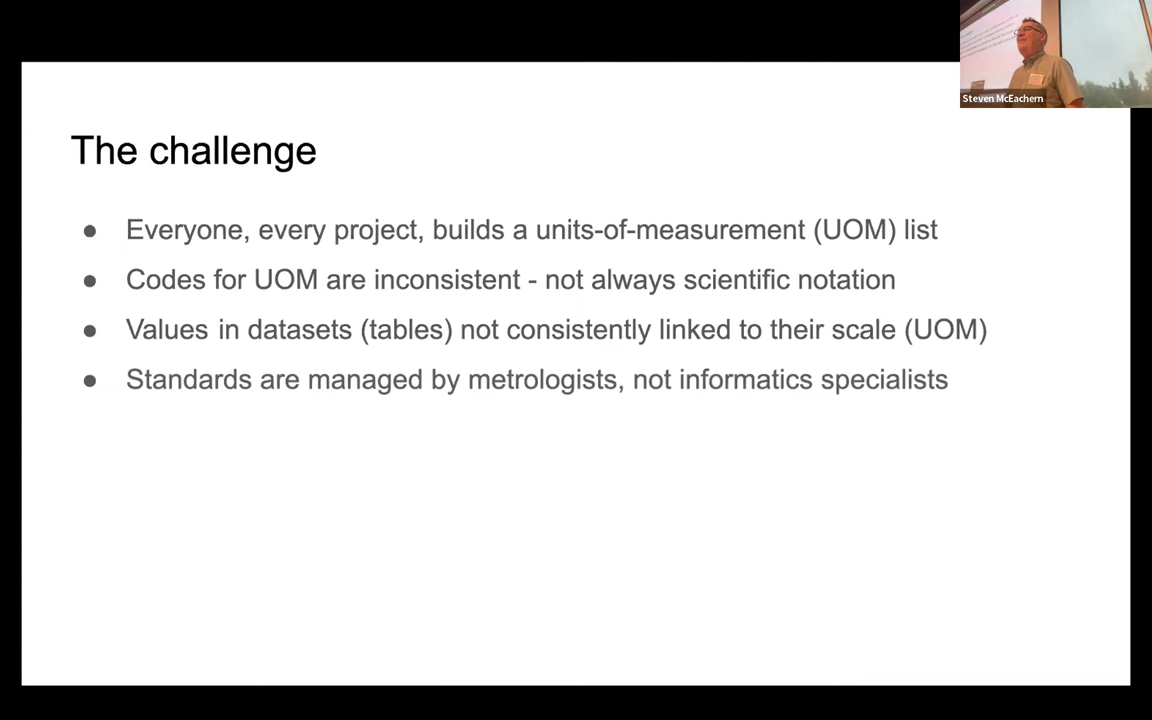 Steven McEachern
The challenge
● Everyone, every project, builds a units-of-measurement (UOM) list
● Codes for UOM are inconsistent - not always scientific notation
● Values in datasets (tables) not consistently linked to their scale (UOM)
● Standards are managed by metrologists, not informatics specialists